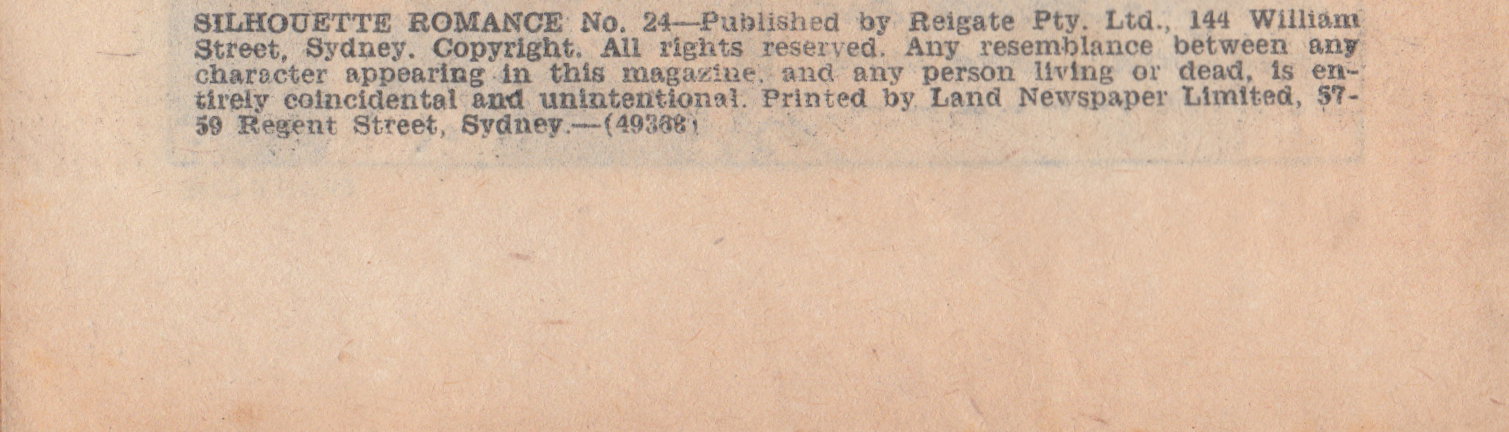 SILHOUETTE ROMANCE No. 24—Published by Reigate Pty. Ltd., 144 William
Street, Sydney. Copyright. All rights reserved. Any resemblance between any
character appearing in this magazine, and any person living or dead, is en-
tirely coincidental and unintentional. Printed by Land Newspaper Limited, 57-
59 Regent Street, Sydney.—